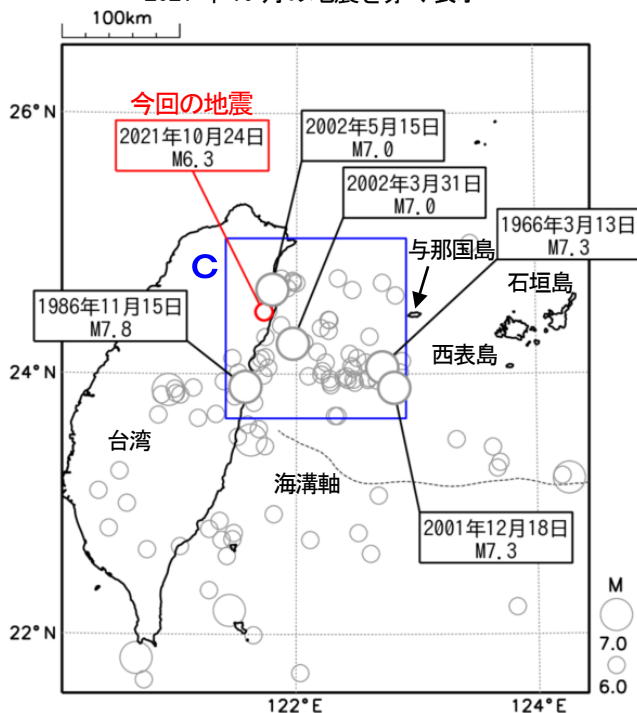 100km
26°N
今回の地震
2021年10月24日
M6.3
2002年5月15日
M7.0
2002年3月31日
M7.0
1966年3月13日
M7.3
C
与那国島
石垣島
1986年11月15日
M7.8
24°N
西表島
台湾
海溝軸
2001年12月18日
M7.3
M
7.0
6.0
22°N
122°E
124°E